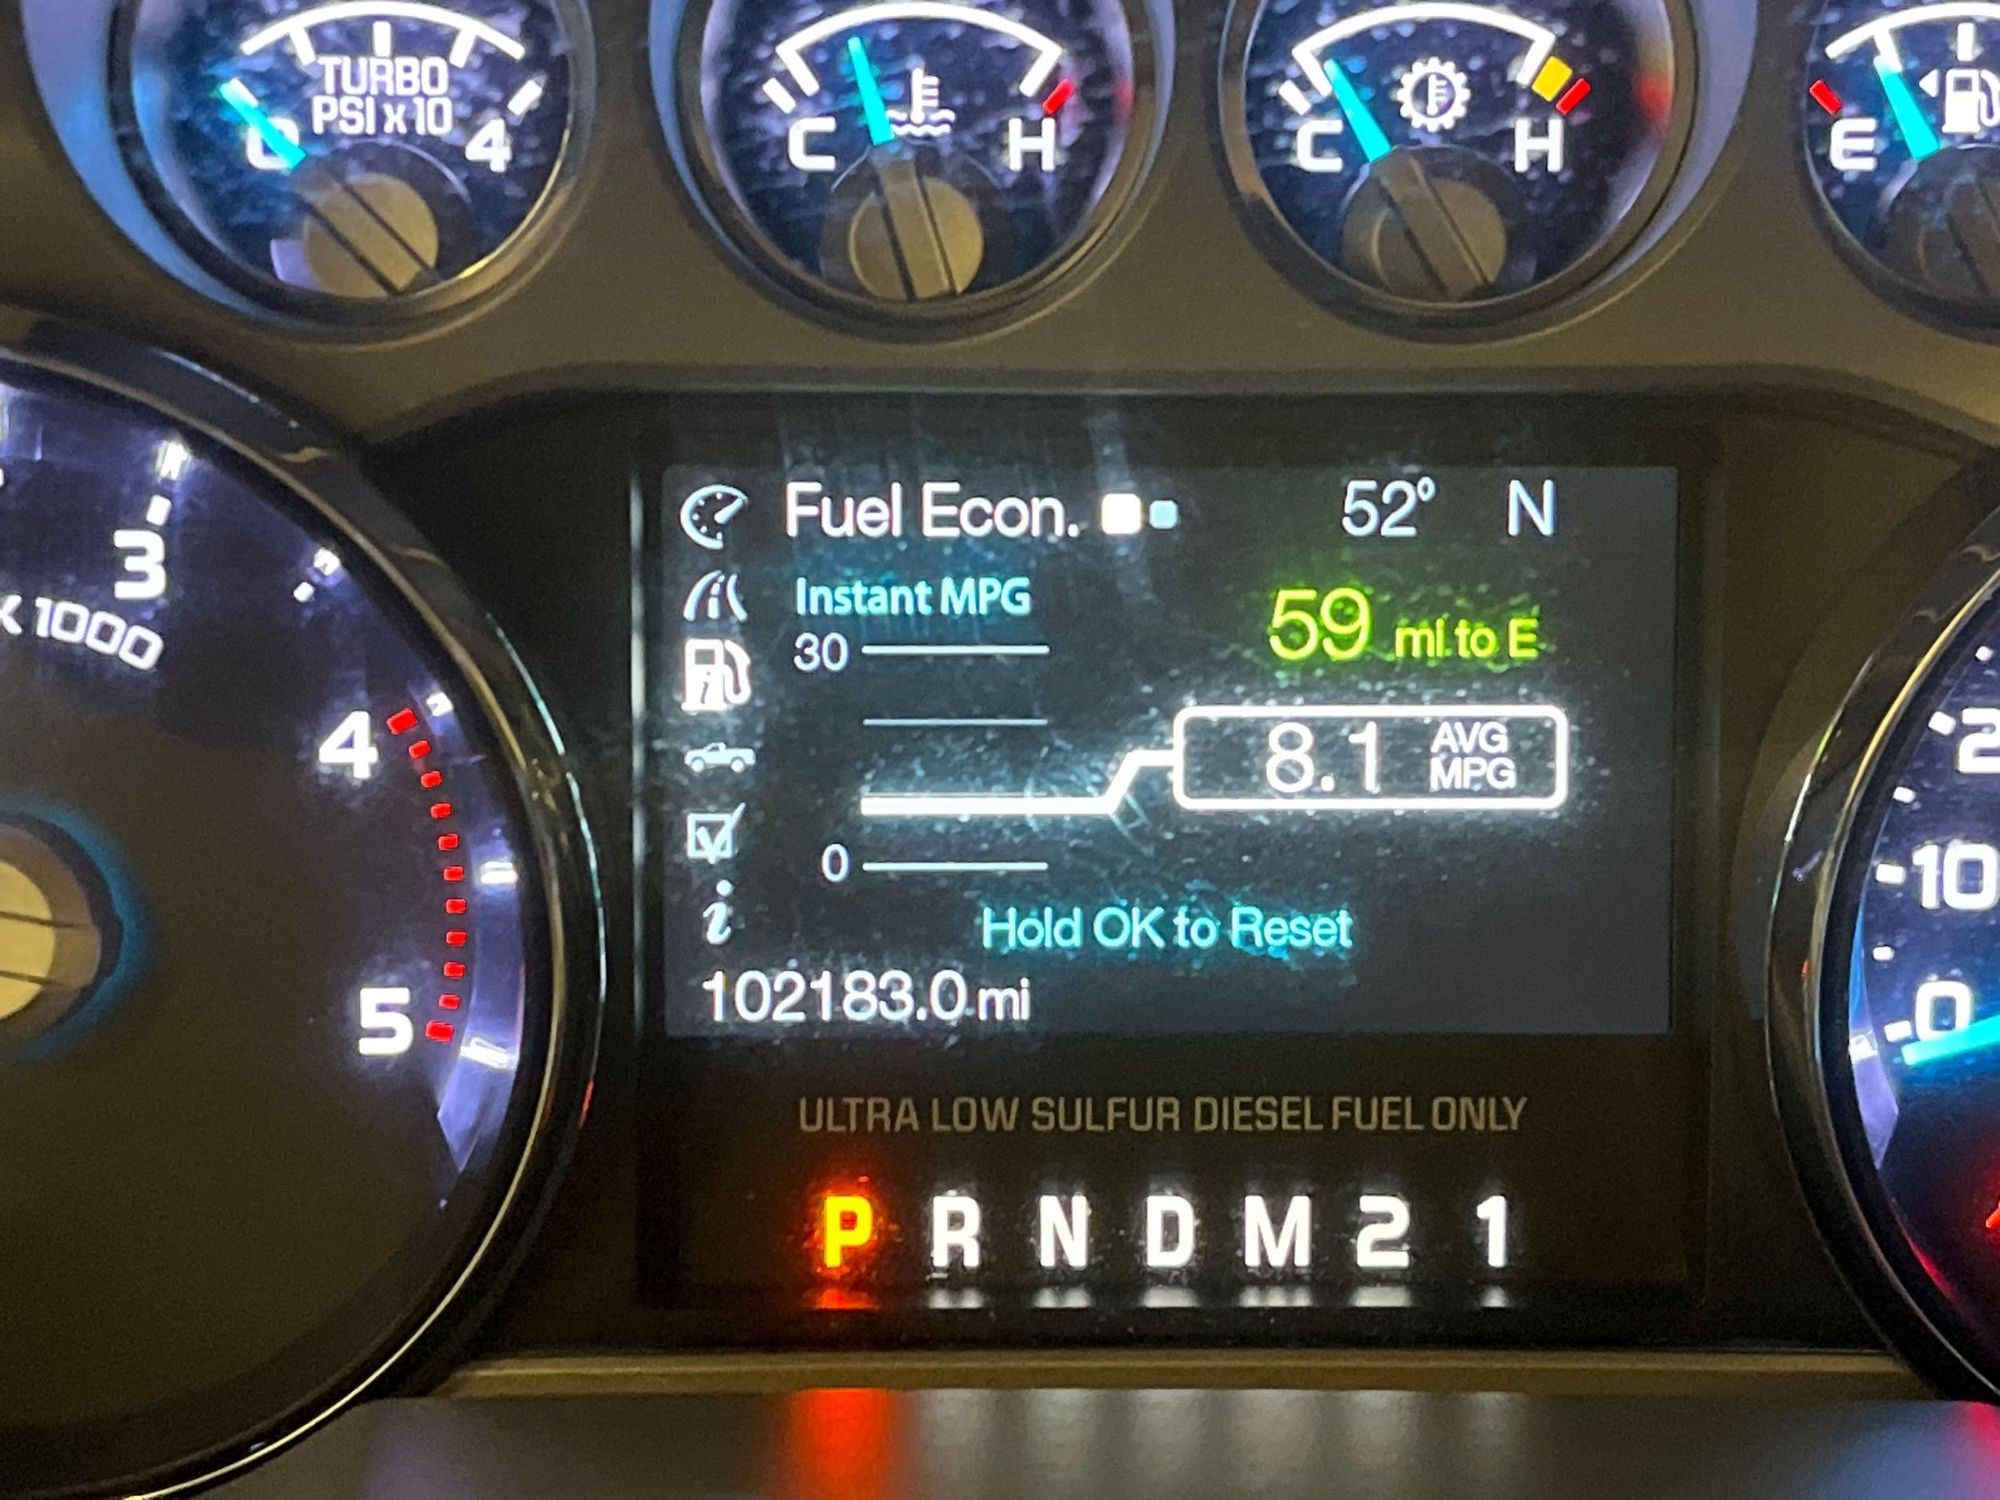 TURBO
PSI x 10
0 4
C H
C H
E
Fuel Econ. 52° N
Instant MPG
59 mi to E
30
8.1 AVG
MPG
0
Hold OK to Reset
102183.0 mi
3
x 1000
4
5
2
10
0
ULTRA LOW SULFUR DIESEL FUEL ONLY
P R N D M 2 1